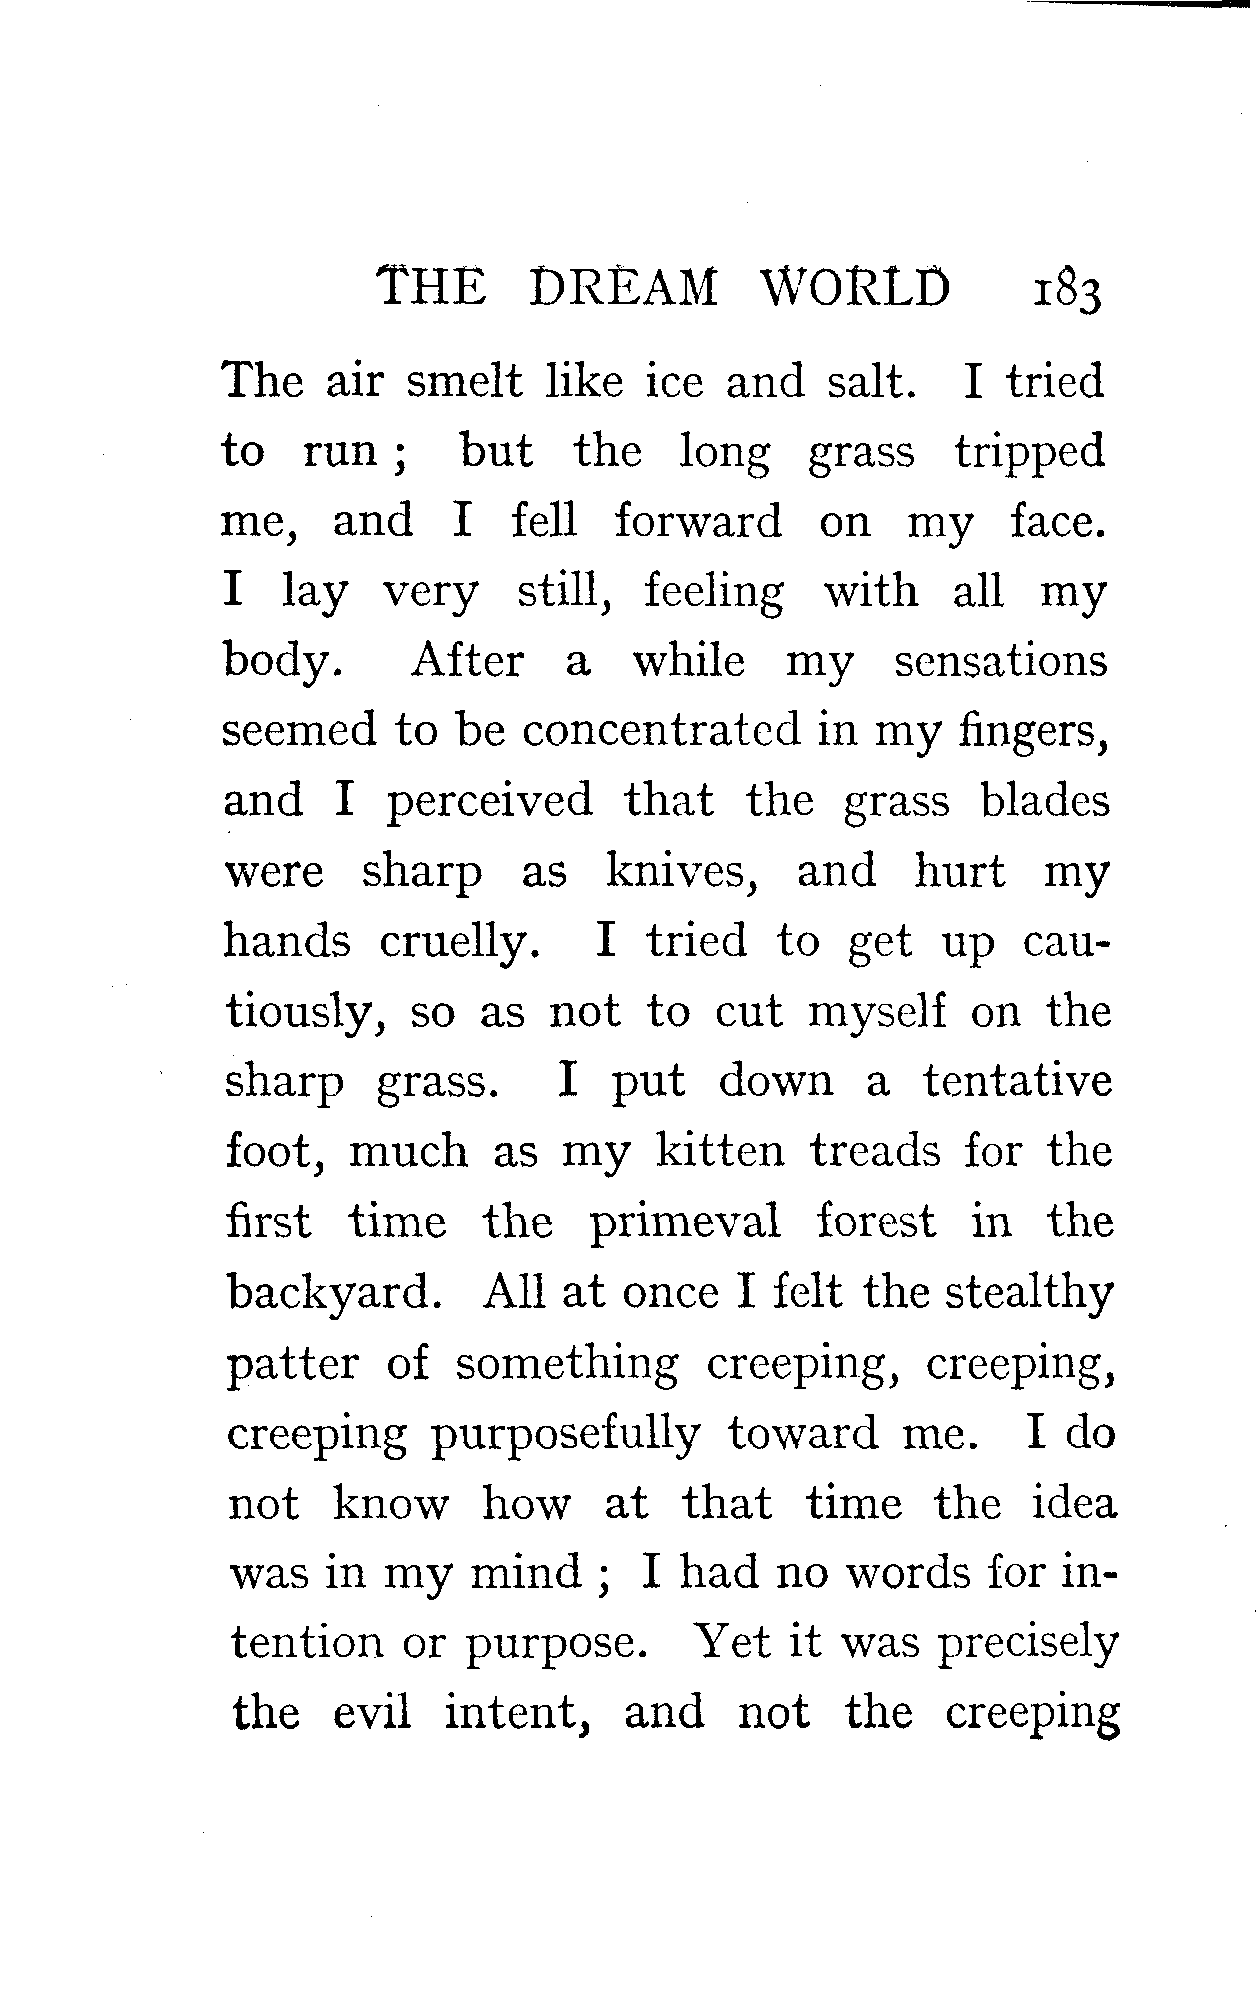 THE DREAM WORLD 183
The air smelt like ice and salt. I tried
to run ; but the long grass tripped
me, and I fell forward on my face.
I lay very still, feeling with all my
body. After a while my sensations
seemed to be concentrated in my fingers,
and I perceived that the grass blades
were sharp as knives, and hurt my
hands cruelly. I tried to get up cau-
tiously, so as not to cut myself on the
sharp grass. I put down a tentative
foot, much as my kitten treads for the
first time the primeval forest in the
backyard. All at once I felt the stealthy
patter of something creeping, creeping,
creeping purposefully toward me. I do
not know how at that time the idea
was in my mind ; I had no words for in-
tention or purpose. Yet it was precisely
the evil intent, and not the creeping